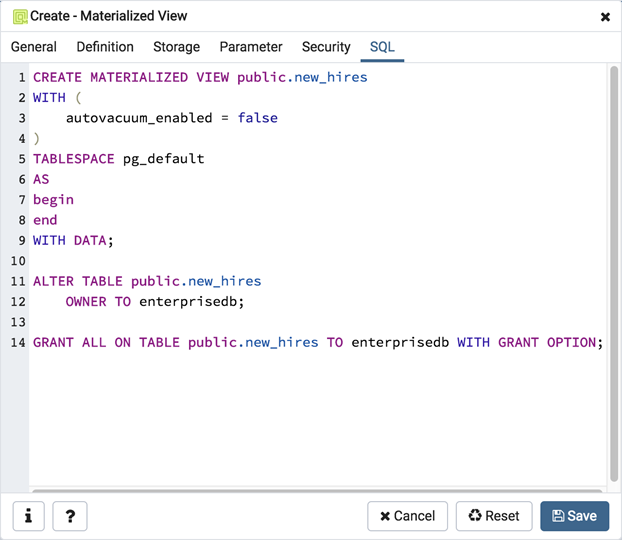 Create - Materialized View
General Definition Storage Parameter Security SQL
1 CREATE MATERIALIZED VIEW public.new_hires
2 WITH (
3     autovacuum_enabled = false
4 )
5 TABLESPACE pg_default
6 AS
7 begin
8 end
9 WITH DATA;
10
11 ALTER TABLE public.new_hires
12     OWNER TO enterprisedb;
13
14 GRANT ALL ON TABLE public.new_hires TO enterprisedb WITH GRANT OPTION;
i ? Cancel Reset Save